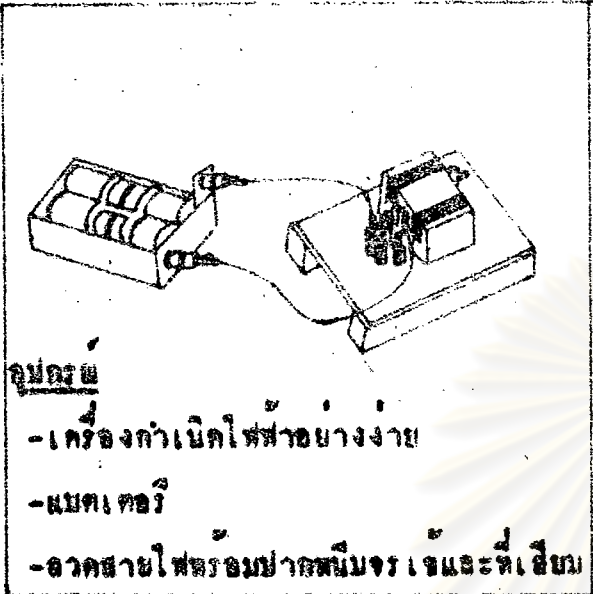 อุปกรณ์
-เครื่องกำเนิดไฟฟ้าอย่างง่าย
-แบตเตอรี่
-ลวดสายไฟพร้อมปากหนีบจรเข้และที่เสียบ